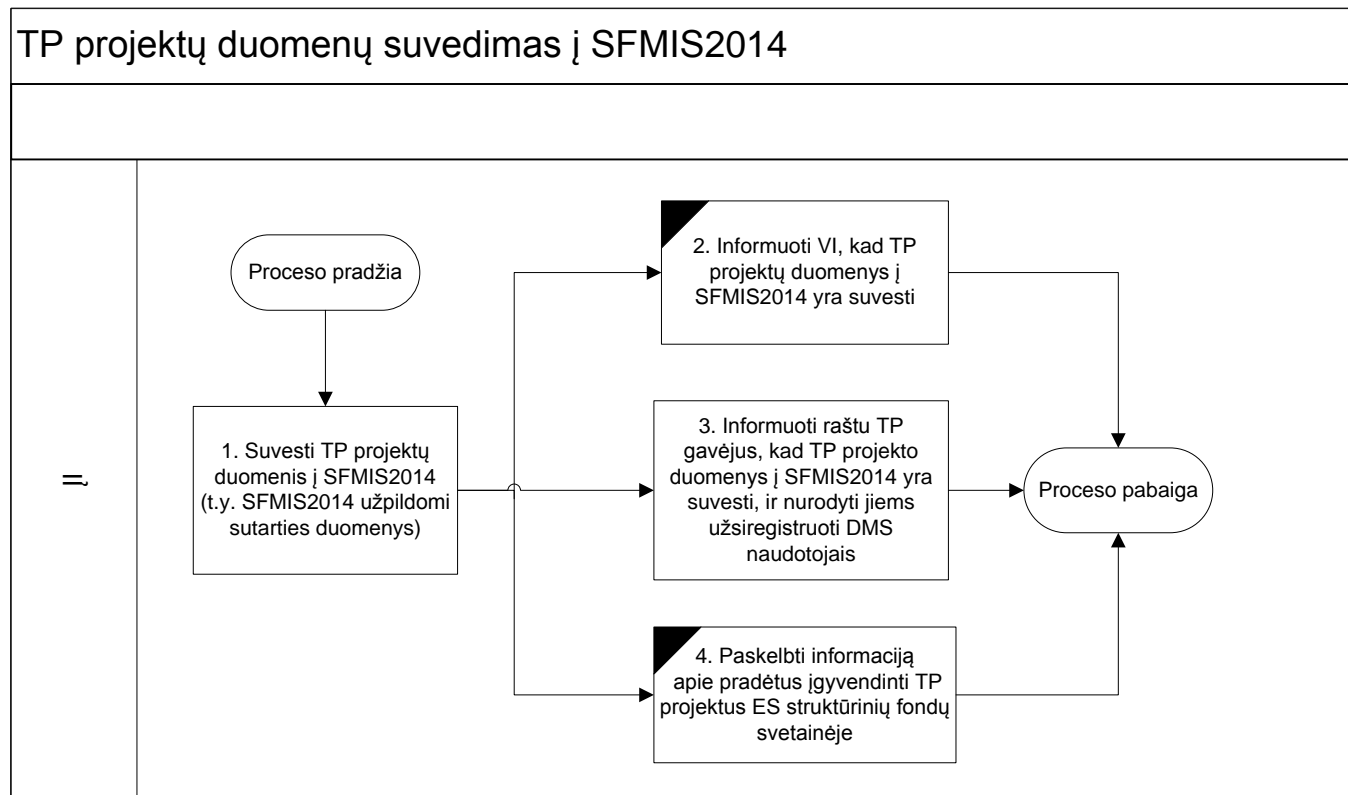 TP projektų duomenų suvedimas į SFMIS2014
Proceso pradžia
1. Suvesti TP projektų
duomenis į SFMIS2014
(t.y. SFMIS2014 užpildomi
sutarties duomenys)
2. Informuoti VI, kad TP
projektų duomenys į
SFMIS2014 yra suvesti
3. Informuoti raštu TP
gavėjus, kad TP projekto
duomenys į SFMIS2014 yra
suvesti, ir nurodyti jiems
užsiregistruoti DMS
naudotojais
4. Paskelbti informaciją
apie pradėtus įgyvendinti TP
projektus ES struktūrinių fondų
svetainėje
Proceso pabaiga